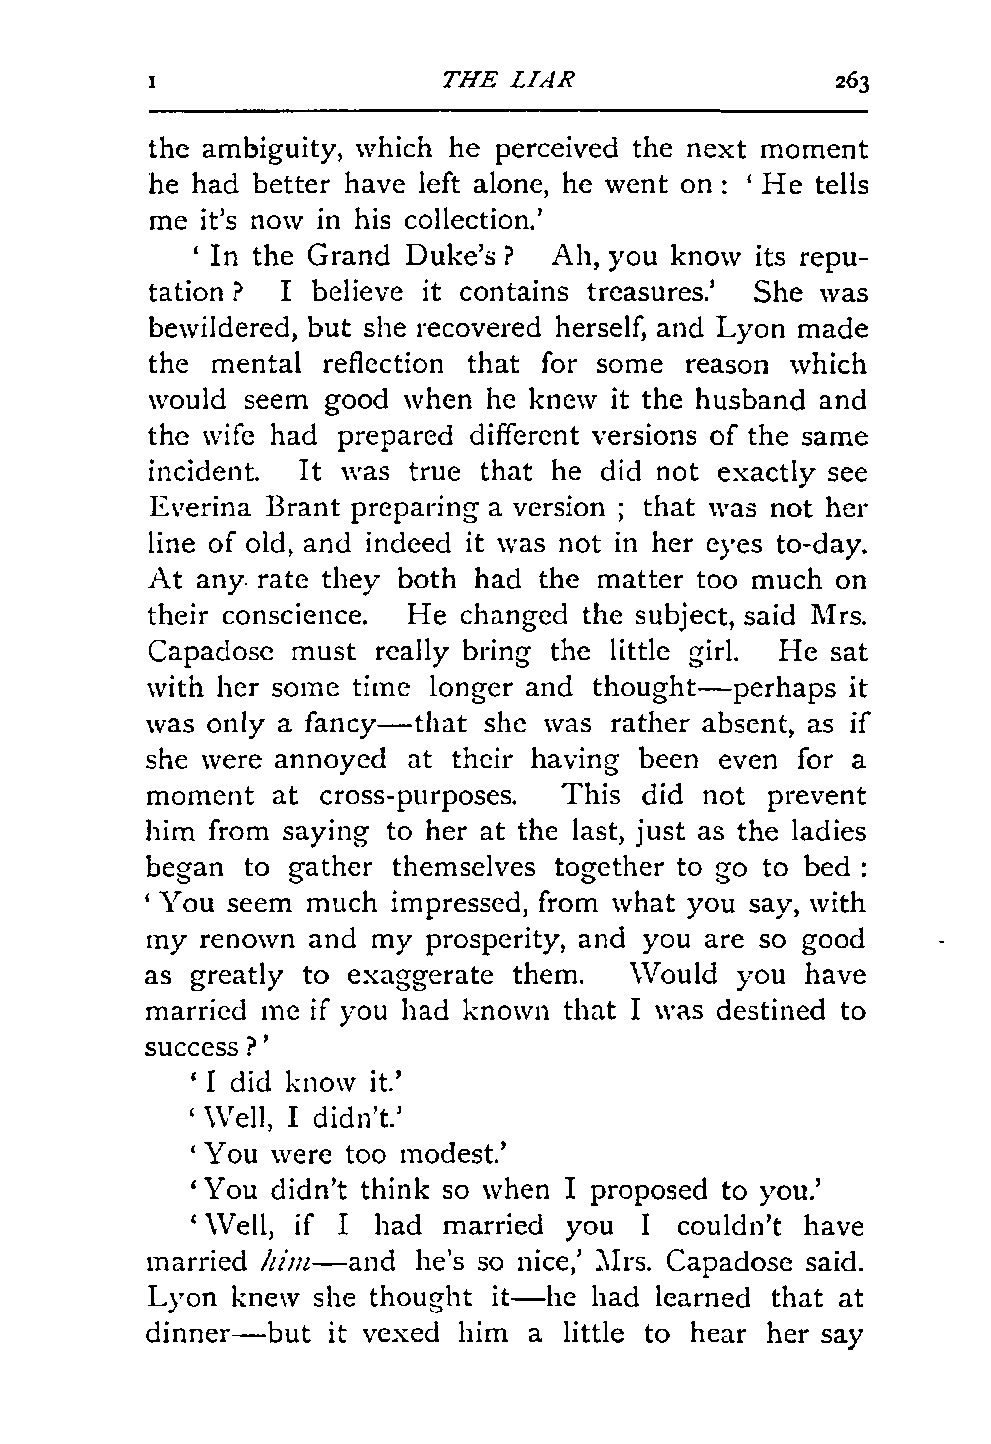 I THE LIAR 263
the ambiguity, which he perceived the next moment
he had better have left alone, he went on : ‘ He tells
me it's now in his collection.’
‘ In the Grand Duke's ? Ah, you know its repu-
tation ? I believe it contains treasures.’ She was
bewildered, but she recovered herself, and Lyon made
the mental reflection that for some reason which
would seem good when he knew it the husband and
the wife had prepared different versions of the same
incident. It was true that he did not exactly see
Everina Brant preparing a version ; that was not her
line of old, and indeed it was not in her eyes to-day.
At any rate they both had the matter too much on
their conscience. He changed the subject, said Mrs.
Capadose must really bring the little girl. He sat
with her some time longer and thought—perhaps it
was only a fancy—that she was rather absent, as if
she were annoyed at their having been even for a
moment at cross-purposes. This did not prevent
him from saying to her at the last, just as the ladies
began to gather themselves together to go to bed :
‘ You seem much impressed, from what you say, with
my renown and my prosperity, and you are so good
as greatly to exaggerate them. Would you have
married me if you had known that I was destined to
success ? ’
‘ I did know it.’
‘ Well, I didn't.’
‘ You were too modest.’
‘ You didn't think so when I proposed to you.’
‘ Well, if I had married you I couldn't have
married him—and he's so nice,’ Mrs. Capadose said.
Lyon knew she thought it—he had learned that at
dinner—but it vexed him a little to hear her say